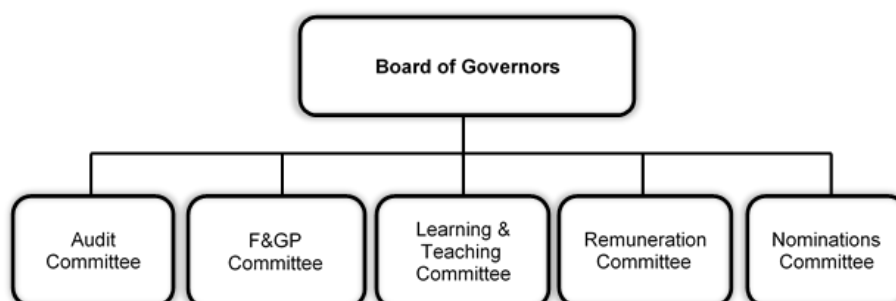 Board of Governors
Audit
Committee
F&GP
Committee
Learning &
Teaching
Committee
Remuneration
Committee
Nominations
Committee